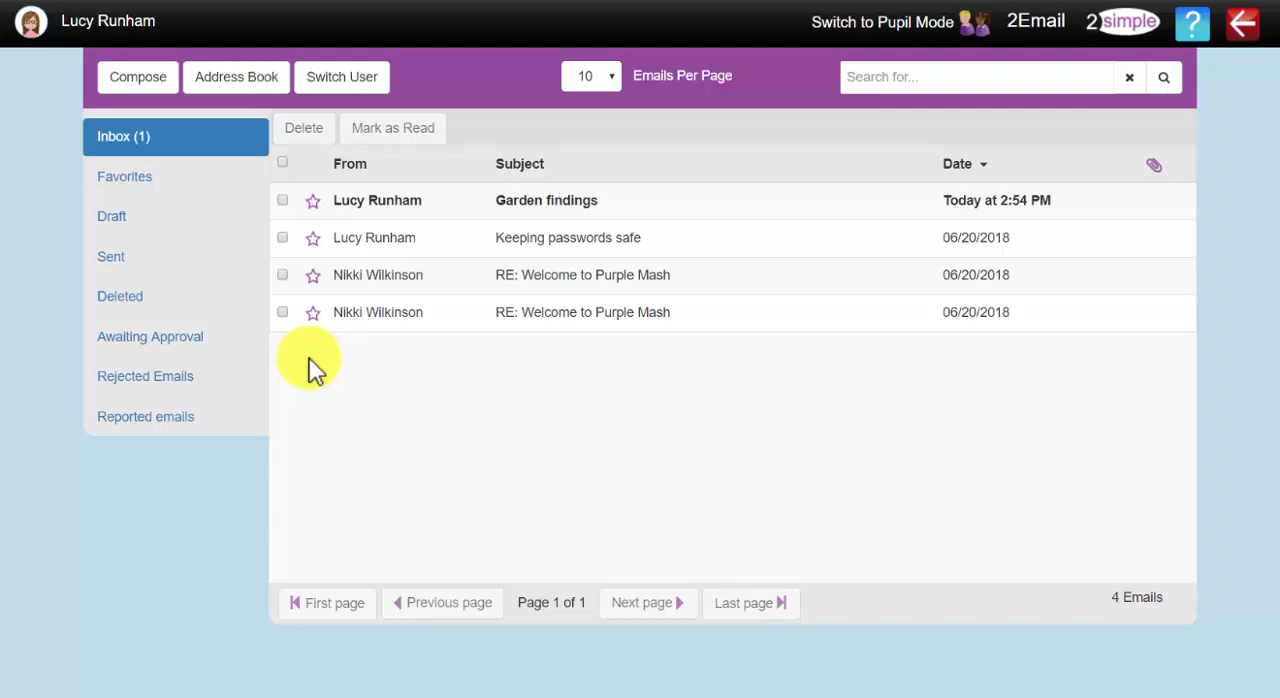 Lucy Runham
Switch to Pupil Mode 2Email 2simple ?
Compose Address Book Switch User 10 Emails Per Page Search for...
Inbox (1)
Favorites
Draft
Sent
Deleted
Awaiting Approval
Rejected Emails
Reported emails
Delete Mark as Read
From Subject Date
Lucy Runham Garden findings Today at 2:54 PM
Lucy Runham Keeping passwords safe 06/20/2018
Nikki Wilkinson RE: Welcome to Purple Mash 06/20/2018
Nikki Wilkinson RE: Welcome to Purple Mash 06/20/2018
First page Previous page Page 1 of 1 Next page Last page 4 Emails